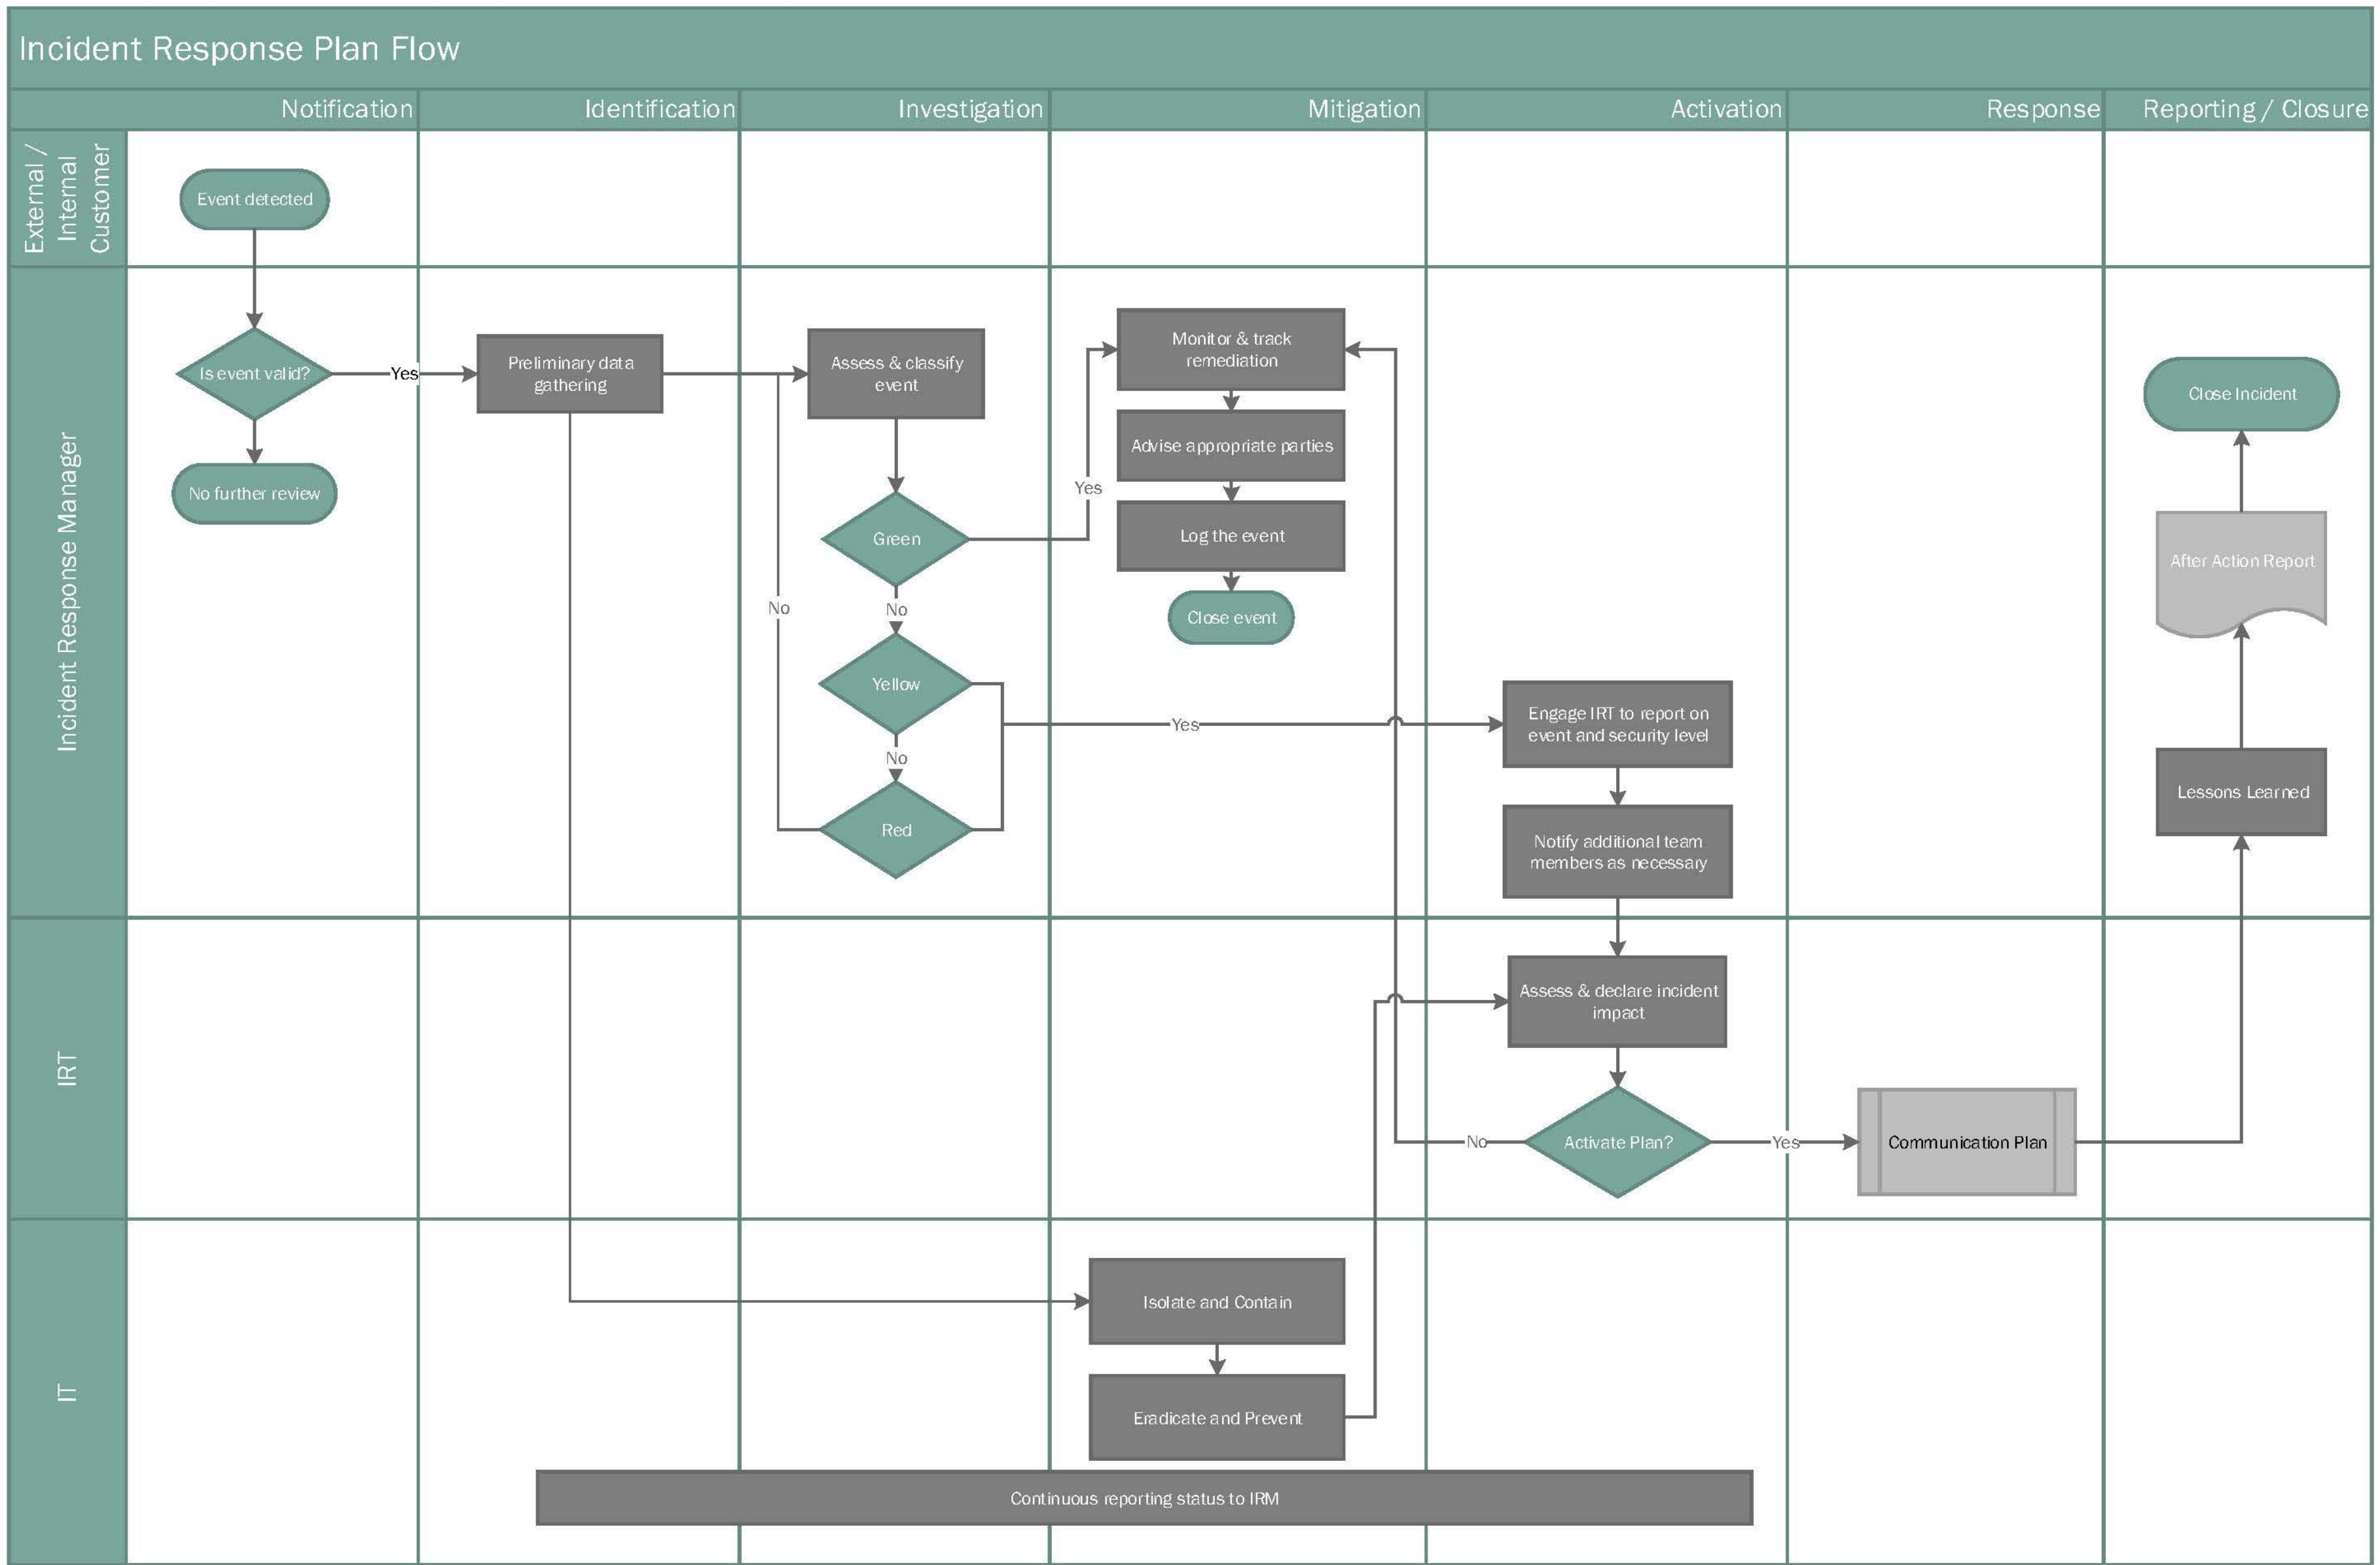 Incident Response Plan Flow
Notification
Identification
Investigation
Mitigation
Activation
Response
Reporting / Closure
External /
Internal
Customer
Event detected
Incident Response Manager
Is event valid?
Yes
No further review
Preliminary data
gathering
Assess & classify
event
Green
Yes
No
No
Yellow
No
Red
Monitor & track
remediation
Advise appropriate parties
Log the event
Close event
Yes
Engage IRT to report on
event and security level
Notify additional team
members as necessary
Close Incident
After Action Report
Lessons Learned
IRT
Assess & declare incident
impact
Activate Plan?
No
Yes
Communication Plan
IT
Isolate and Contain
Eradicate and Prevent
Continuous reporting status to IRM